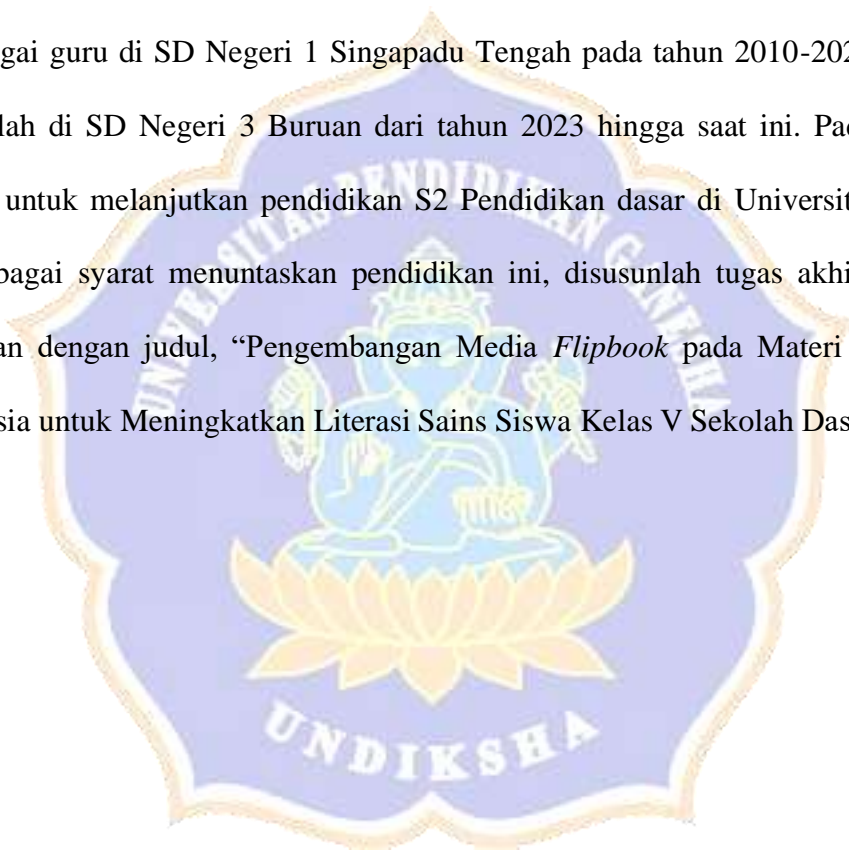 gai guru di SD Negeri 1 Singapadu Tengah pada tahun 2010-202
lah di SD Negeri 3 Buruan dari tahun 2023 hingga saat ini. Pa
untuk melanjutkan pendidikan S2 Pendidikan dasar di Universit
bagai syarat menuntaskan pendidikan ini, disusunlah tugas akhi
an dengan judul, “Pengembangan Media Flipbook pada Materi
sia untuk Meningkatkan Literasi Sains Siswa Kelas V Sekolah Das
UNIVERSITAS PENDIDIKAN GANESHA
UNDIKSHA